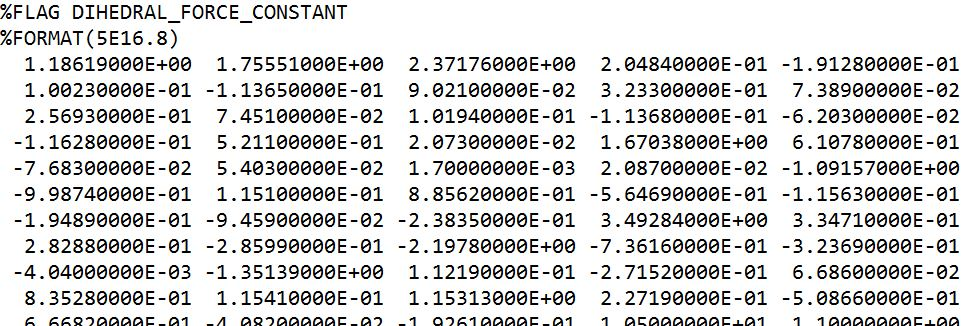 %FLAG DIHEDRAL_FORCE_CONSTANT
%FORMAT(5E16.8)
1.18619000E+00 1.75551000E+00 2.37176000E+00 2.04840000E-01 -1.91280000E-01
1.00230000E-01 -1.13650000E-01 9.02100000E-02 3.23300000E-01 7.38900000E-02
2.56930000E-01 7.45100000E-02 1.01940000E-01 -1.13680000E-01 -6.20300000E-02
-1.16280000E-01 5.21100000E-01 2.07300000E-02 1.67038000E+00 6.10780000E-01
-7.68300000E-02 5.40300000E-02 1.70000000E-03 2.08700000E-02 -1.09157000E+00
-9.98740000E-01 1.15100000E-01 8.85620000E-01 -5.64690000E-01 -1.15630000E-01
-1.94890000E-01 -9.45900000E-02 -2.38350000E-01 3.49284000E+00 3.34710000E-01
2.82880000E-01 -2.85990000E-01 -2.19780000E+00 -7.36160000E-01 -3.23690000E-01
-4.04000000E-03 -1.35139000E+00 1.12190000E-01 -2.71520000E-01 6.68600000E-02
8.35280000E-01 1.15410000E-01 1.15313000E+00 2.27190000E-01 -5.08660000E-01
6.66820000E-01 -4.08200000E-02 -1.92610000E-01 1.05000000E+01 1.10000000E+00